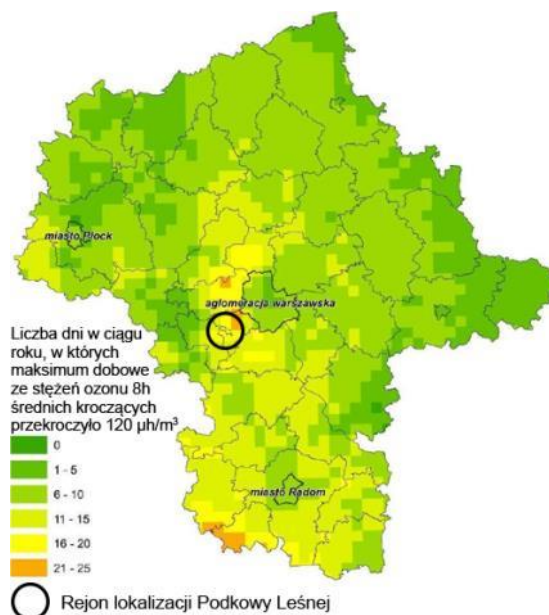 miasto Płock
aglomeracja warszawska
Liczba dni w ciągu
roku, w których
maksimum dobowe
ze stężeń ozonu 8h
średnich kroczących
przekroczyło 120 µh/m³
0
1 - 5
6 - 10
11 - 15
16 - 20
21 - 25
miasto Radom
Rejon lokalizacji Podkowy Leśnej